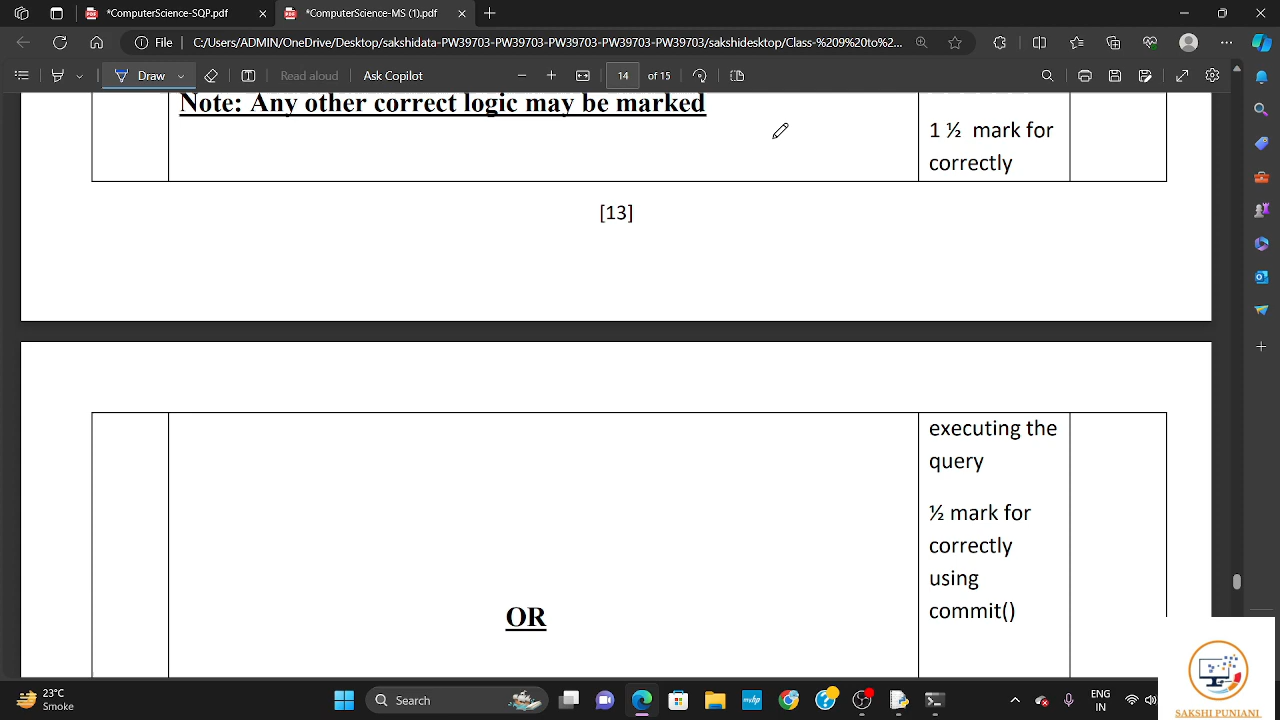 *ComputerScience-SQP.pdf
*ComputerScience-MS (1).pdf
File
C:/Users/ADMIN/OneDrive/Desktop/sakshidata-PW39703-PW39703-PW39703-PW39703-PW39703/sakshidesktop/Class-%209%20to%2...
Draw
Read aloud
Ask Copilot
14
of 15
Note: Any other correct logic may be marked
1 ½ mark for
correctly
[13]
executing the
query
½ mark for
correctly
using
commit()
OR
SAKSHI PUNIANI
23°C
Smoke
Search
ENG
IN